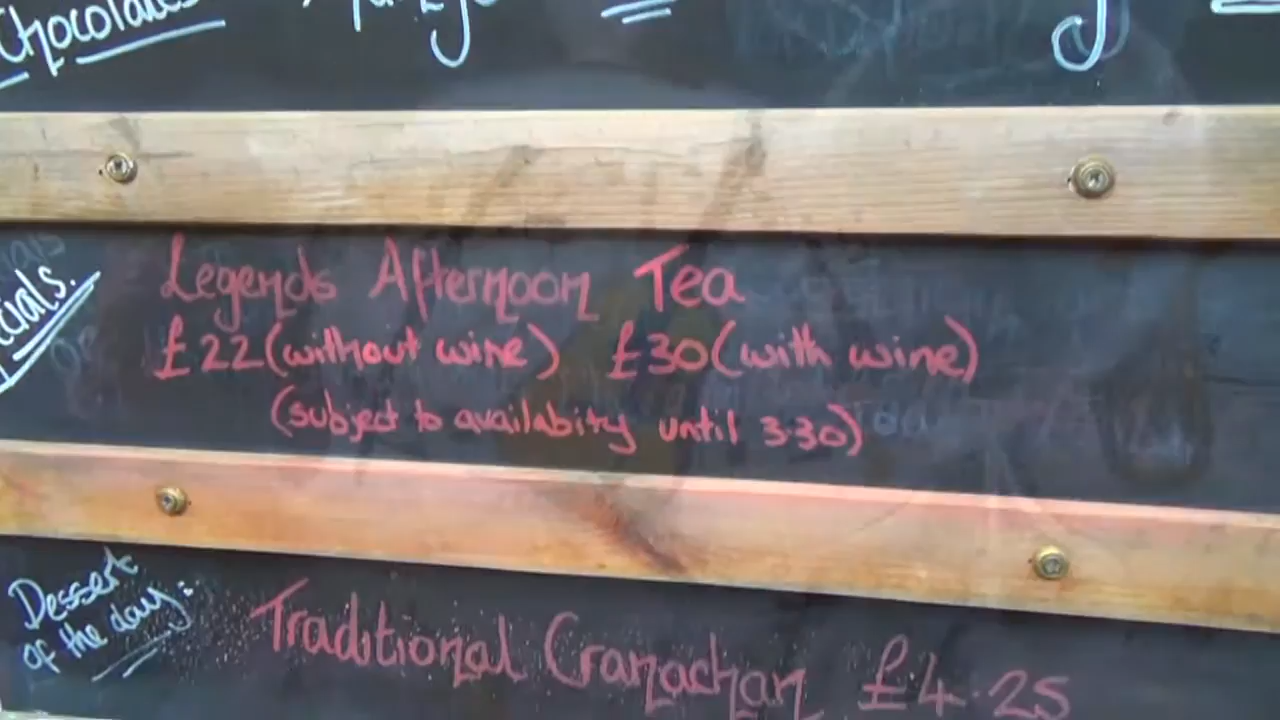 Chocolates
Legends Afternoon Tea
£22 (without wine) £30 (with wine)
(subject to availabity until 3.30)
Dessert
of the day:
Traditional Cranachan £4.25